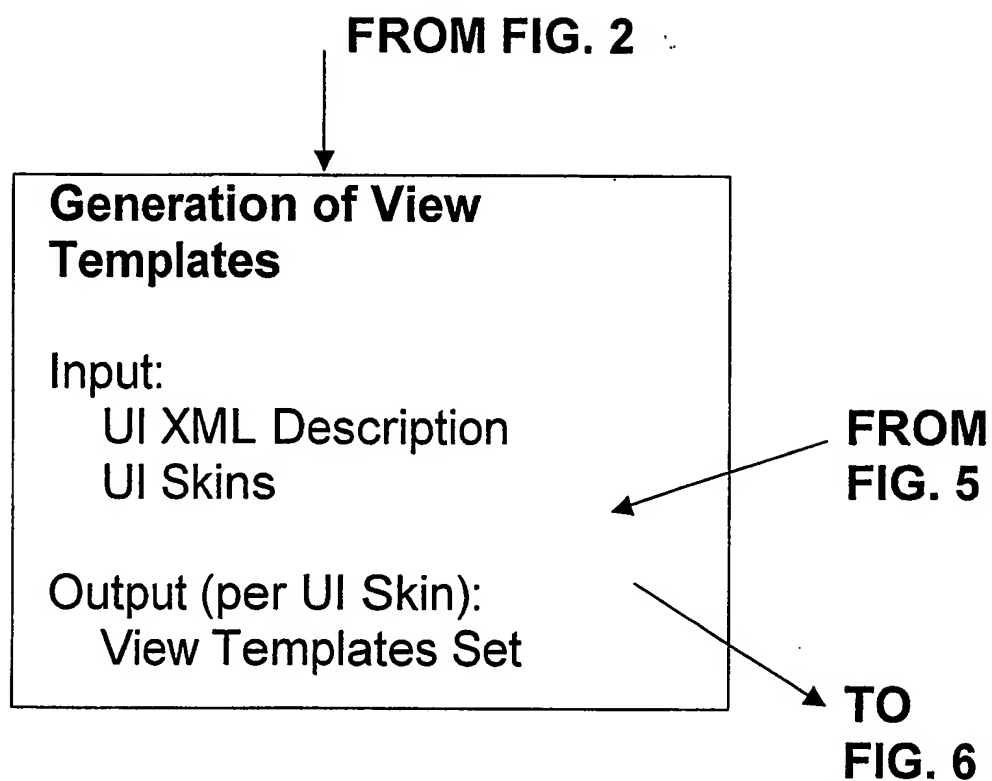 FROM FIG. 2
Generation of View
Templates
Input:
UI XML Description
UI Skins
FROM
FIG. 5
Output (per UI Skin):
View Templates Set
TO
FIG. 6